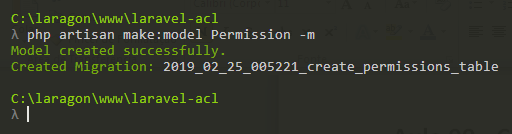 C:\laragon\www\laravel-acl
λ php artisan make:model Permission -m
Model created successfully.
Created Migration: 2019_02_25_005221_create_permissions_table
C:\laragon\www\laravel-acl
λ